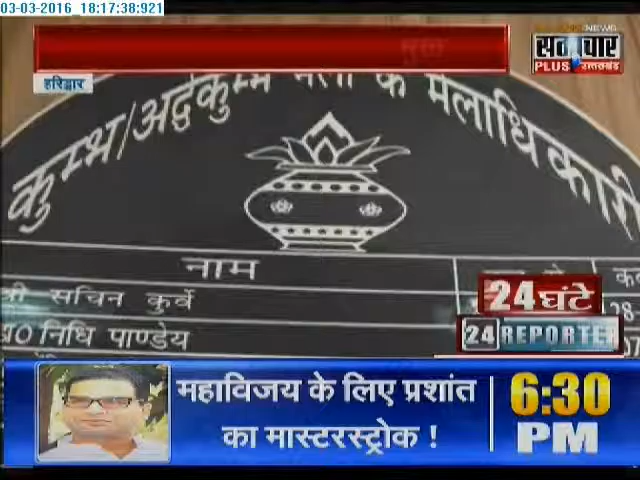 03-03-2016 18:17:38:921
NEWS
समाचार
PLUS उत्तराखंड
हरिद्वार
कुम्भ/अर्द्धकुम्भ मेला के मेलाधिकारी
नाम
श्री सचिन कुर्वे
निधि पाण्डेय
24 घंटे
24 REPORTER
महाविजय के लिए प्रशांत
का मास्टरस्ट्रोक !
6:30
PM